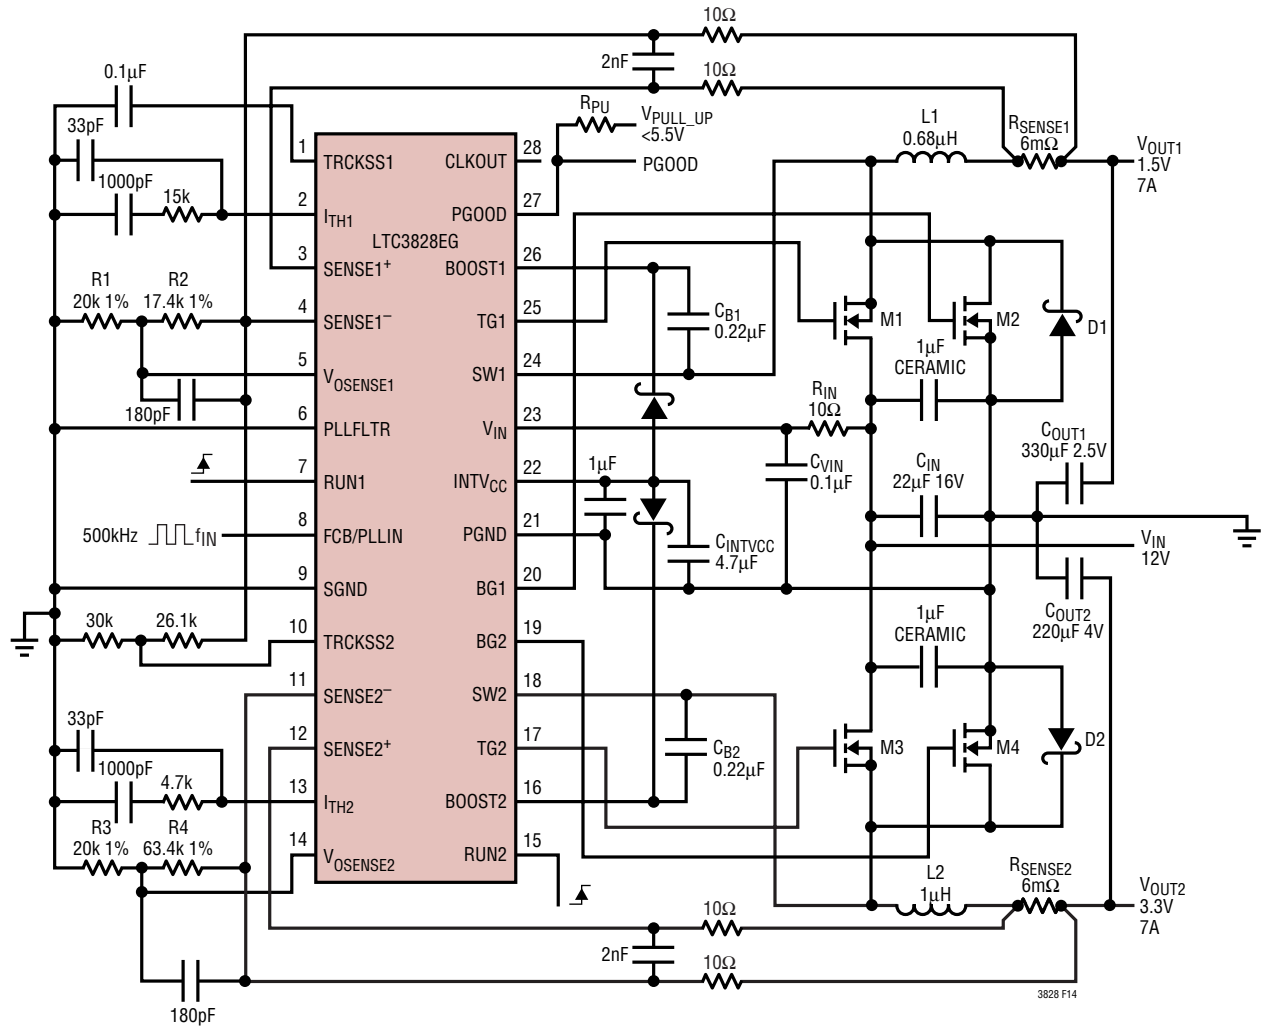 10Ω
2nF
10Ω
0.1µF
33pF
1000pF
15k
R1
20k 1%
R2
17.4k 1%
180pF
500kHz
fIN
30k
26.1k
33pF
1000pF
4.7k
R3
20k 1%
R4
63.4k 1%
180pF
1
TRCKSS1
2
ITH1
3
SENSE1+
4
SENSE1–
5
VOSENSE1
6
PLLFLTR
7
RUN1
8
FCB/PLLIN
9
SGND
10
TRCKSS2
11
SENSE2–
12
SENSE2+
13
ITH2
14
VOSENSE2
LTC3828EG
CLKOUT
28
PGOOD
27
BOOST1
26
TG1
25
SW1
24
VIN
23
INTVCC
22
PGND
21
BG1
20
BG2
19
SW2
18
TG2
17
BOOST2
16
RUN2
15
RPU
VPULL_UP
<5.5V
PGOOD
CB1
0.22µF
1µF
CINTVCC
4.7µF
CB2
0.22µF
RIN
10Ω
CVIN
0.1µF
L1
0.68µH
RSENSE1
6mΩ
VOUT1
1.5V
7A
M1
M2
D1
1µF
CERAMIC
CIN
22µF 16V
COUT1
330µF 2.5V
VIN
12V
COUT2
220µF 4V
1µF
CERAMIC
M3
M4
D2
L2
1µH
RSENSE2
6mΩ
VOUT2
3.3V
7A
10Ω
2nF
10Ω
3828 F14